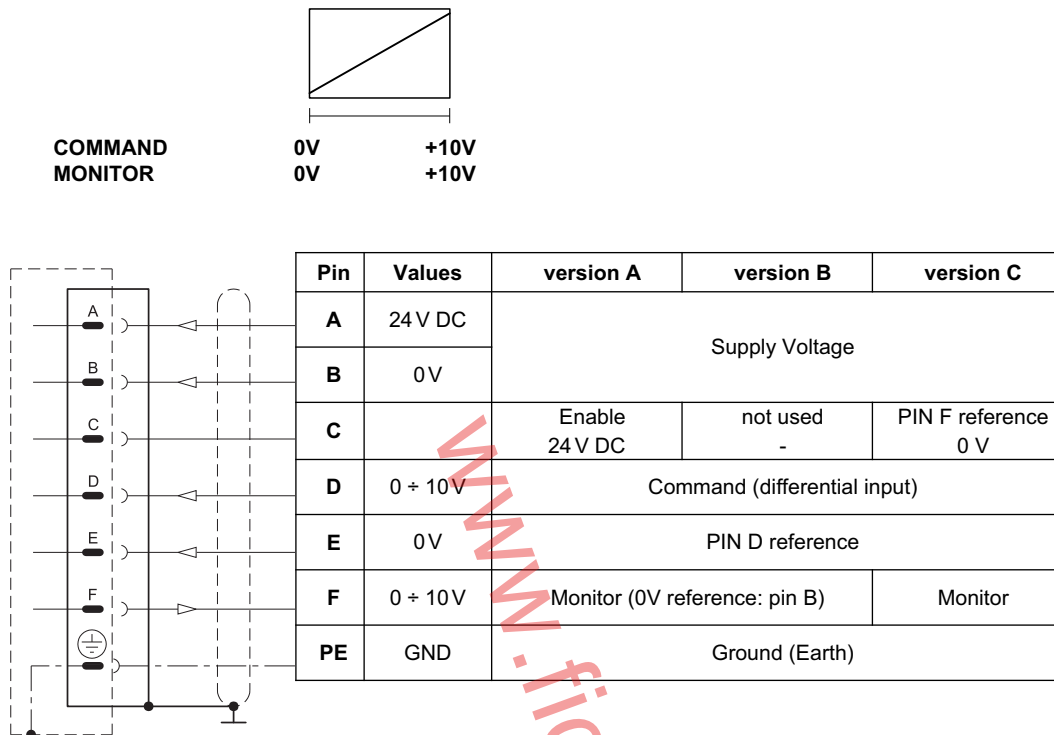 COMMAND 0V +10V
MONITOR 0V +10V
Pin Values version A version B version C
A 24 V DC Supply Voltage
B 0 V
C Enable 24 V DC not used - PIN F reference 0 V
D 0 ÷ 10 V Command (differential input)
E 0 V PIN D reference
F 0 ÷ 10 V Monitor (0V reference: pin B) Monitor
PE GND Ground (Earth)
A
B
C
D
E
F